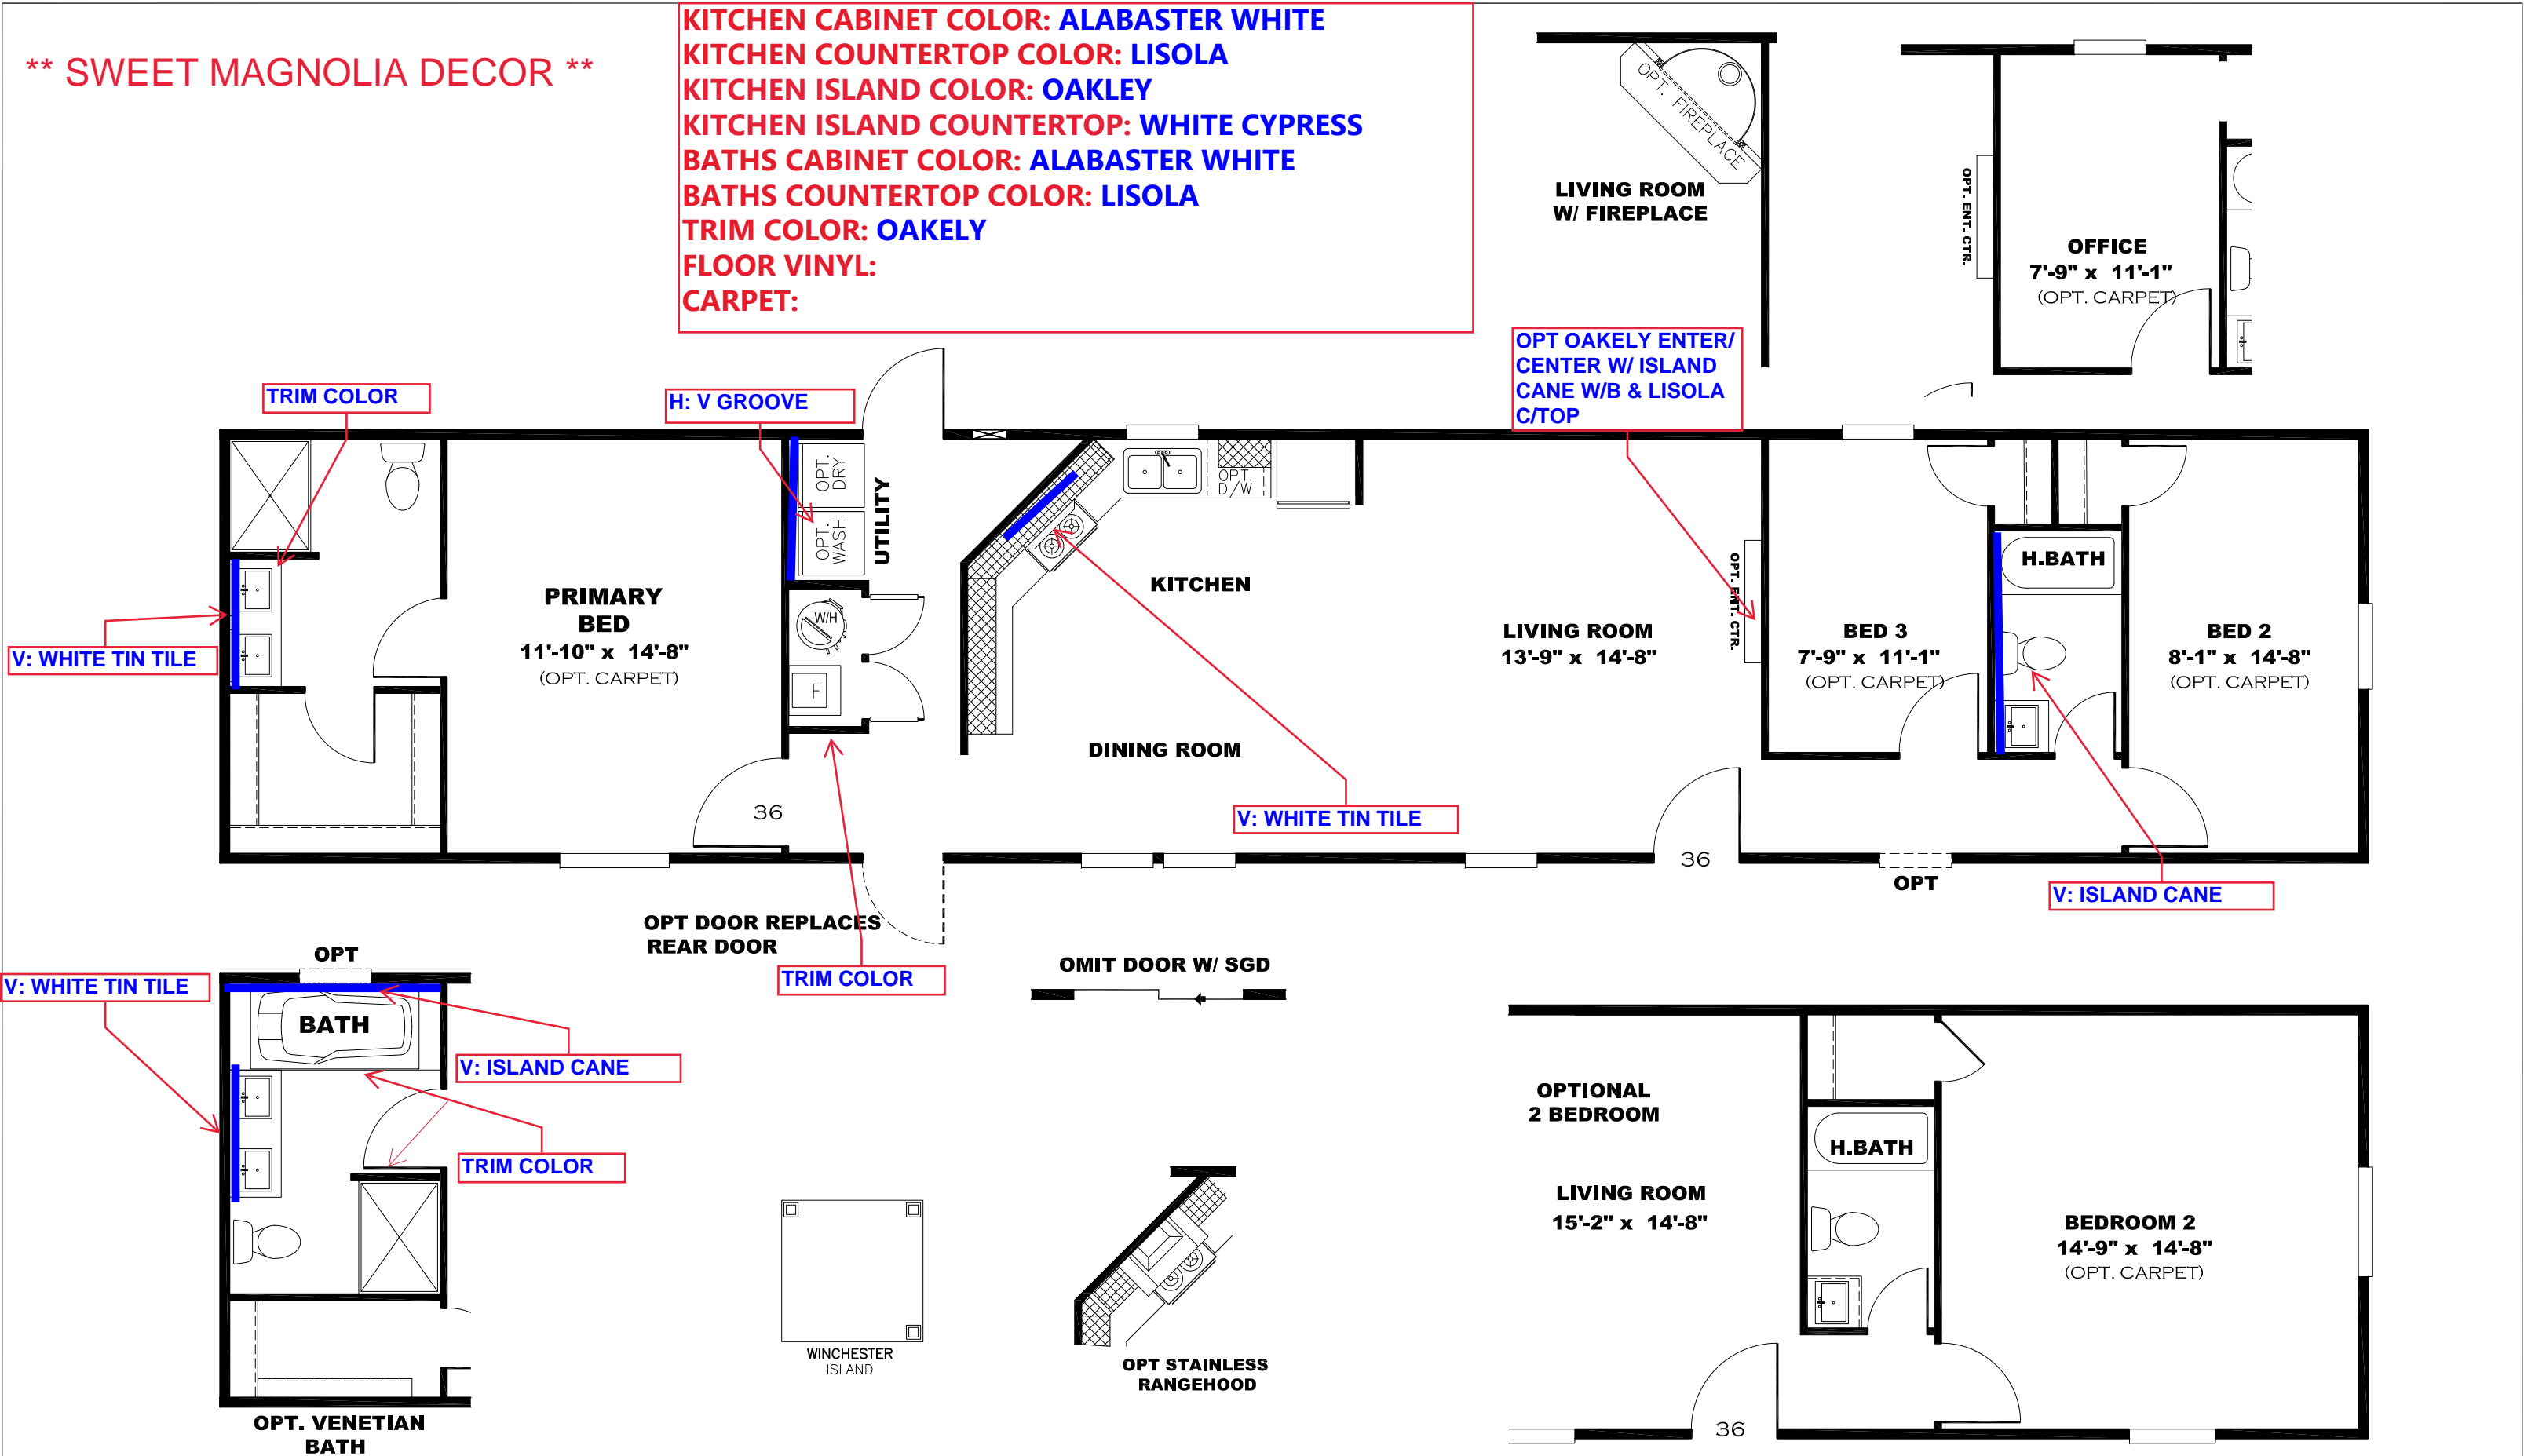 ** SWEET MAGNOLIA DECOR **
KITCHEN CABINET COLOR: ALABASTER WHITE
KITCHEN COUNTERTOP COLOR: LISOLA
KITCHEN ISLAND COLOR: OAKLEY
KITCHEN ISLAND COUNTERTOP: WHITE CYPRESS
BATHS CABINET COLOR: ALABASTER WHITE
BATHS COUNTERTOP COLOR: LISOLA
TRIM COLOR: OAKELY
FLOOR VINYL:
CARPET:
OPT. FIREPLACE
LIVING ROOM
W/ FIREPLACE
OPT. ENT. CTR.
OFFICE
7'-9" x 11'-1"
(OPT. CARPET)
OPT OAKELY ENTER/
CENTER W/ ISLAND
CANE W/B & LISOLA
C/TOP
TRIM COLOR
H: V GROOVE
OPT.
DRY
OPT.
WASH
UTILITY
OPT.
D/W
W/H
F
PRIMARY
BED
11'-10" x 14'-8"
(OPT. CARPET)
V: WHITE TIN TILE
KITCHEN
DINING ROOM
LIVING ROOM
13'-9" x 14'-8"
OPT. ENT. CTR.
BED 3
7'-9" x 11'-1"
(OPT. CARPET)
H.BATH
BED 2
8'-1" x 14'-8"
(OPT. CARPET)
36
V: WHITE TIN TILE
36
OPT
V: ISLAND CANE
OPT DOOR REPLACES
REAR DOOR
TRIM COLOR
OMIT DOOR W/ SGD
OPT
V: WHITE TIN TILE
BATH
V: ISLAND CANE
TRIM COLOR
OPT. VENETIAN
BATH
WINCHESTER
ISLAND
OPT STAINLESS
RANGEHOOD
OPTIONAL
2 BEDROOM
LIVING ROOM
15'-2" x 14'-8"
H.BATH
BEDROOM 2
14'-9" x 14'-8"
(OPT. CARPET)
36